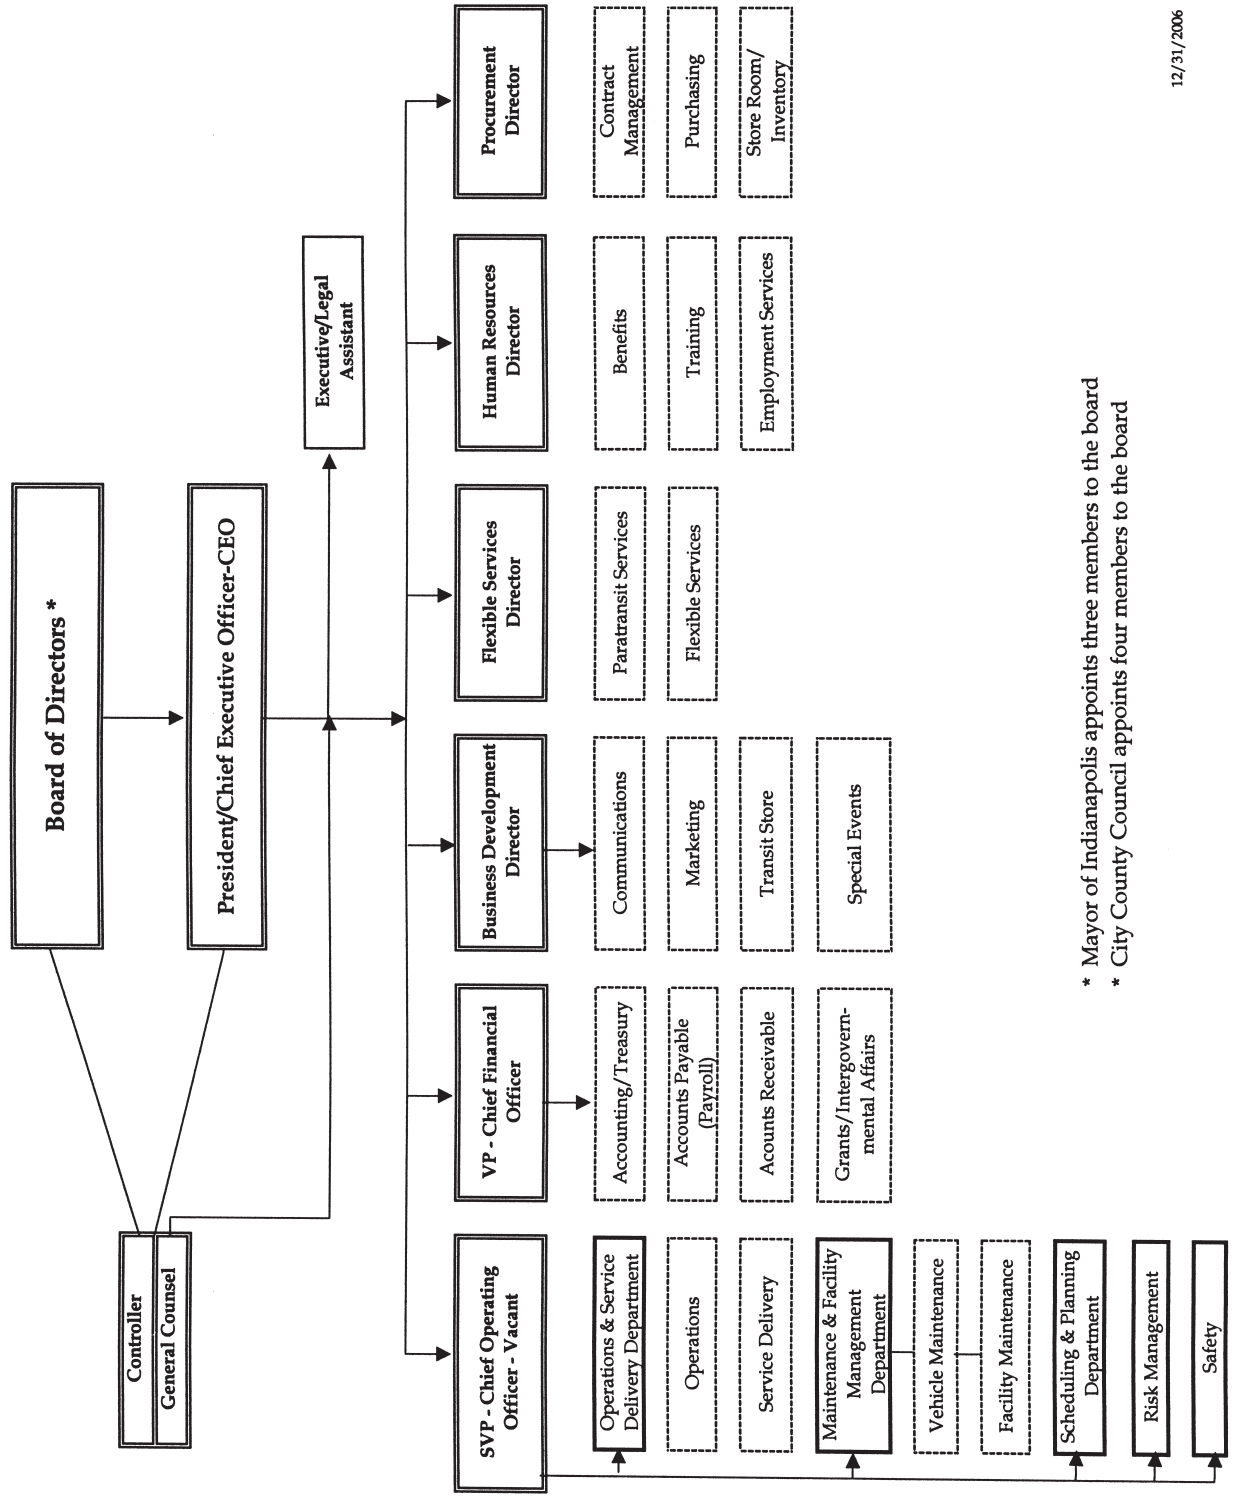 Board of Directors *
President/Chief Executive Officer-CEO
Controller
General Counsel
Executive/Legal
Assistant
SVP - Chief Operating
Officer - Vacant
VP - Chief Financial
Officer
Business Development
Director
Flexible Services
Director
Human Resources
Director
Procurement
Director
Operations & Service
Delivery Department
Operations
Service Delivery
Maintenance & Facility
Management
Department
Vehicle Maintenance
Facility Maintenance
Scheduling & Planning
Department
Risk Management
Safety
Accounting/Treasury
Accounts Payable
(Payroll)
Acounts Receivable
Grants/Intergovern-
mental Affairs
Communications
Marketing
Transit Store
Special Events
Paratransit Services
Flexible Services
Benefits
Training
Employment Services
Contract
Management
Purchasing
Store Room/
Inventory
* Mayor of Indianapolis appoints three members to the board
* City County Council appoints four members to the board
12/31/2006